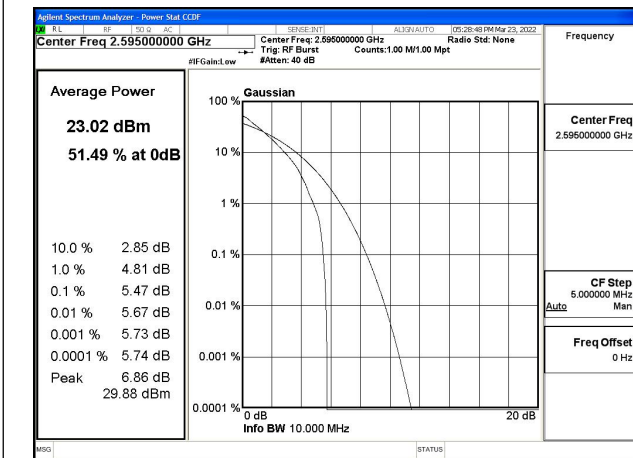 Agilent Spectrum Analyzer - Power Stat CCDF
RL RF 50 Ω AC SENSE:INT ALIGN AUTO 05:28:48 PM Mar 23, 2022
Center Freq 2.595000000 GHz
Center Freq: 2.595000000 GHz Radio Std: None
Trig: RF Burst Counts:1.00 M/1.00 Mpt
#IFGain:Low #Atten: 40 dB
Frequency
Average Power
23.02 dBm
51.49 % at 0dB
10.0 % 2.85 dB
1.0 % 4.81 dB
0.1 % 5.47 dB
0.01 % 5.67 dB
0.001 % 5.73 dB
0.0001 % 5.74 dB
Peak 6.86 dB
29.88 dBm
Gaussian
100 %
10 %
1 %
0.1 %
0.01 %
0.001 %
0.0001 %
0 dB 20 dB
Info BW 10.000 MHz
Center Freq
2.595000000 GHz
CF Step
5.000000 MHz
Auto Man
Freq Offset
0 Hz
MSG STATUS